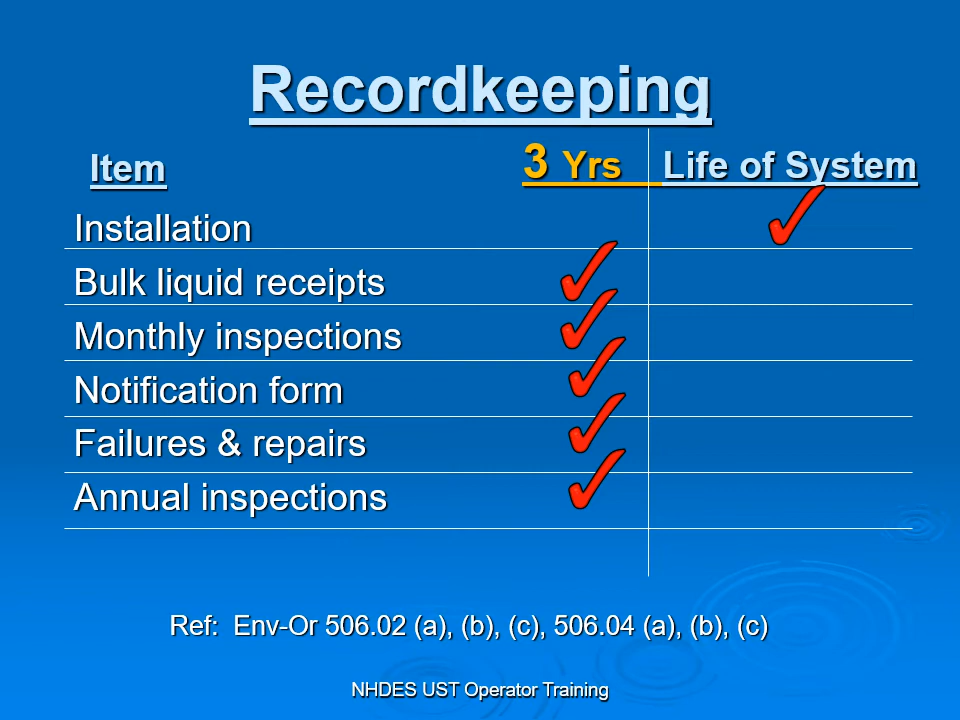 Recordkeeping
Item 3 Yrs Life of System
Installation
Bulk liquid receipts
Monthly inspections
Notification form
Failures & repairs
Annual inspections
Ref: Env-Or 506.02 (a), (b), (c), 506.04 (a), (b), (c)
NHDES UST Operator Training